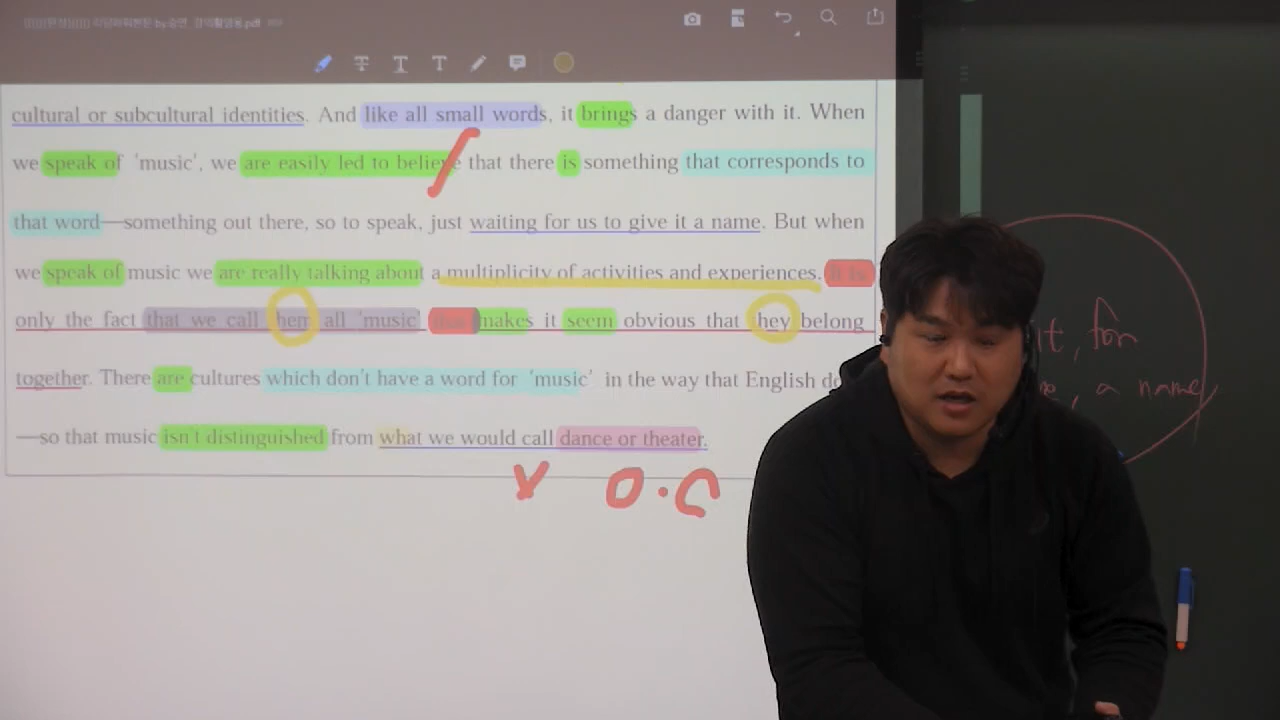 cultural or subcultural identities. And like all small words, it brings a danger with it. When
we speak of 'music', we are easily led to believe that there is something that corresponds to
that word—something out there, so to speak, just waiting for us to give it a name. But when
we speak of music we are really talking about a multiplicity of activities and experiences. It is
only the fact that we call them all 'music' that makes it seem obvious that they belong
together. There are cultures which don't have a word for 'music' in the way that English do
—so that music isn't distinguished from what we would call dance or theater.
x O.C
it, for
, a name